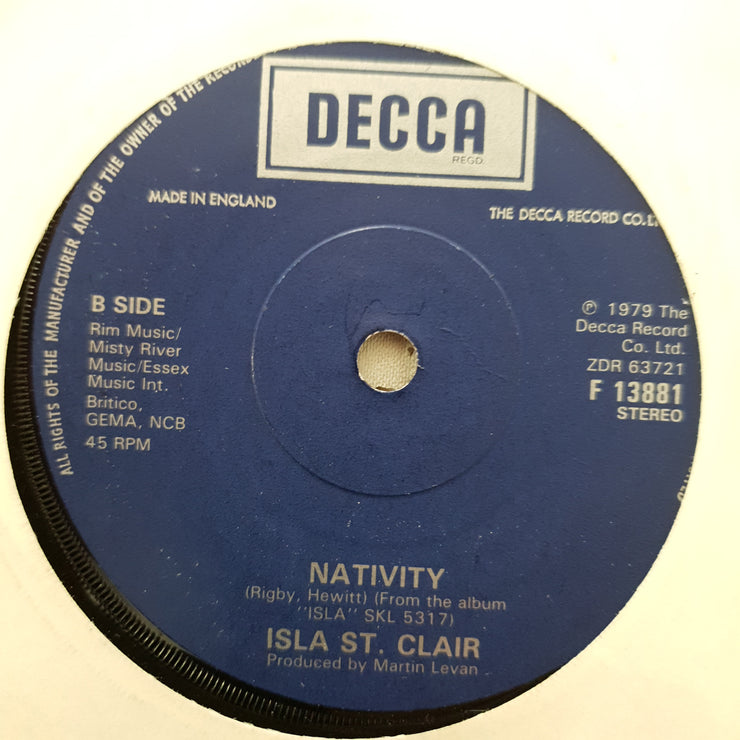 DECCA
REGD.
MADE IN ENGLAND
THE DECCA RECORD CO.
ALL RIGHTS OF THE MANUFACTURER AND OF THE OWNER OF THE RECORDED
B SIDE
Rim Music/
Misty River
Music/Essex
Music Int.
Britico,
GEMA, NCB
45 RPM
℗ 1979 The
Decca Record
Co. Ltd.
ZDR 63721
F 13881
STEREO
NATIVITY
(Rigby, Hewitt) (From the album
"ISLA" SKL 5317)
ISLA ST. CLAIR
Produced by Martin Levan